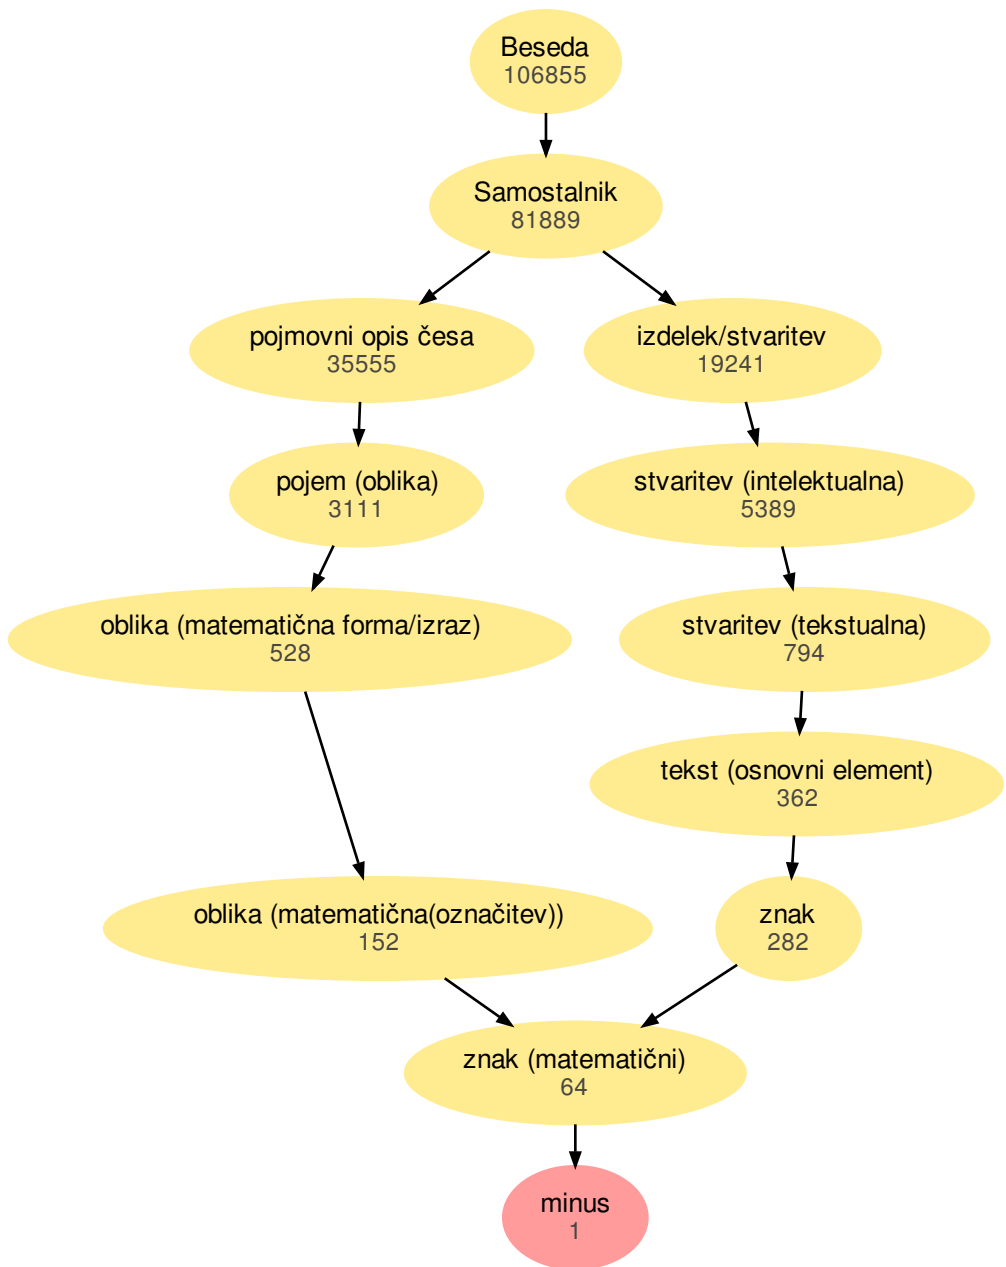 Beseda
106855
Samostalnik
81889
pojmovni opis česa
35555
izdelek/stvaritev
19241
pojem (oblika)
3111
stvaritev (intelektualna)
5389
oblika (matematična forma/izraz)
528
stvaritev (tekstualna)
794
tekst (osnovni element)
362
oblika (matematična(označitev))
152
znak
282
znak (matematični)
64
minus
1